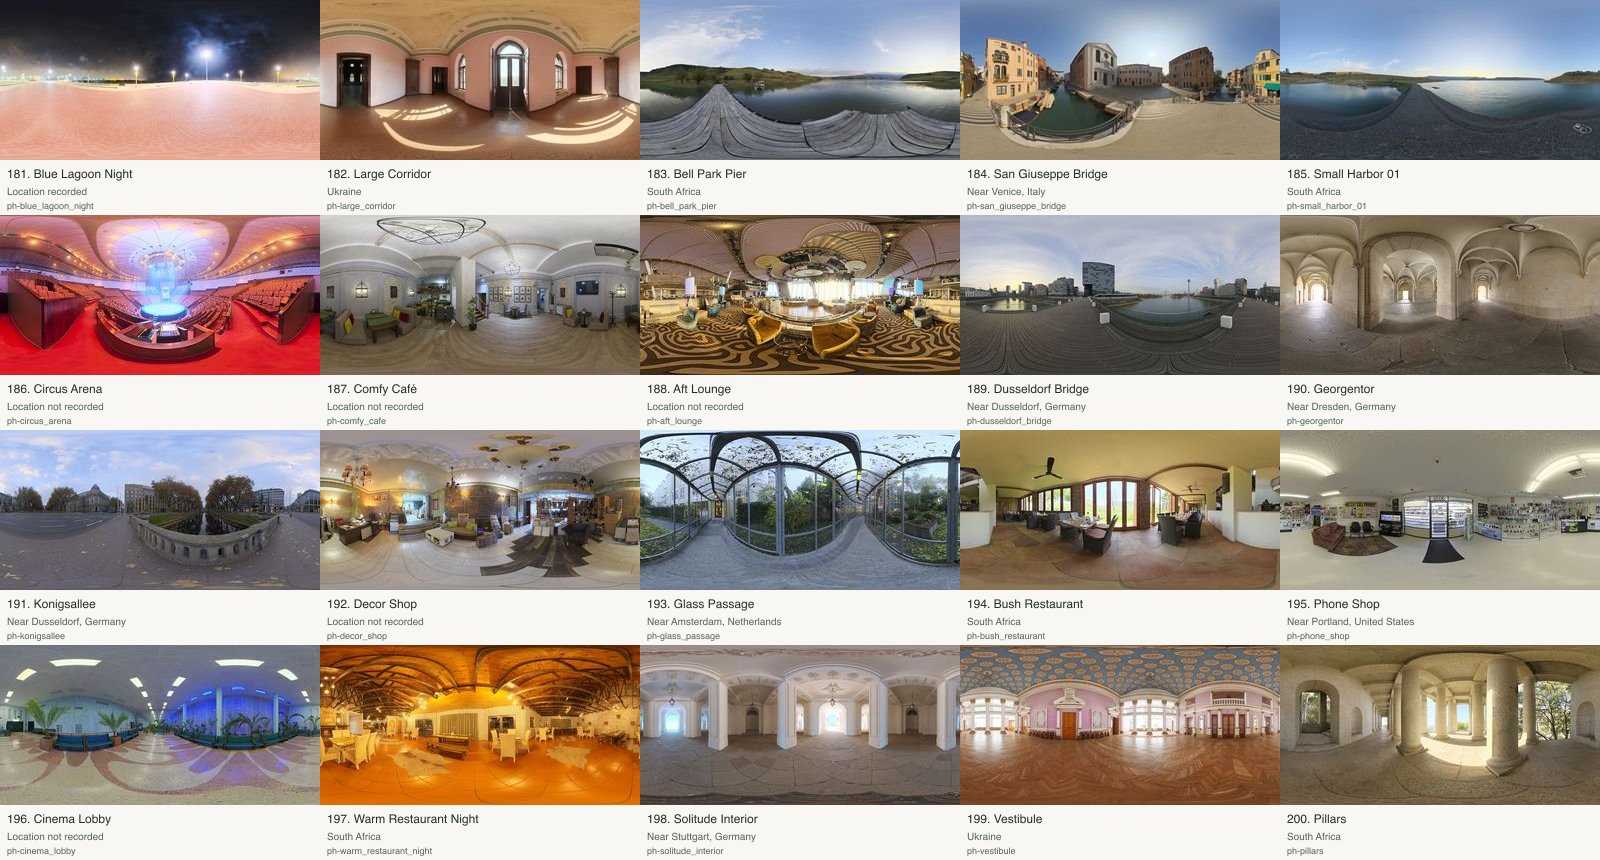 181. Blue Lagoon Night
Location recorded
ph-blue_lagoon_night
182. Large Corridor
Ukraine
ph-large_corridor
183. Bell Park Pier
South Africa
ph-bell_park_pier
184. San Giuseppe Bridge
Near Venice, Italy
ph-san_giuseppe_bridge
185. Small Harbor 01
South Africa
ph-small_harbor_01
186. Circus Arena
Location not recorded
ph-circus_arena
187. Comfy Café
Location not recorded
ph-comfy_cafe
188. Aft Lounge
Location not recorded
ph-aft_lounge
189. Dusseldorf Bridge
Near Dusseldorf, Germany
ph-dusseldorf_bridge
190. Georgentor
Near Dresden, Germany
ph-georgentor
191. Konigsallee
Near Dusseldorf, Germany
ph-konigsallee
192. Decor Shop
Location not recorded
ph-decor_shop
193. Glass Passage
Near Amsterdam, Netherlands
ph-glass_passage
194. Bush Restaurant
South Africa
ph-bush_restaurant
195. Phone Shop
Near Portland, United States
ph-phone_shop
196. Cinema Lobby
Location not recorded
ph-cinema_lobby
197. Warm Restaurant Night
South Africa
ph-warm_restaurant_night
198. Solitude Interior
Near Stuttgart, Germany
ph-solitude_interior
199. Vestibule
Ukraine
ph-vestibule
200. Pillars
South Africa
ph-pillars